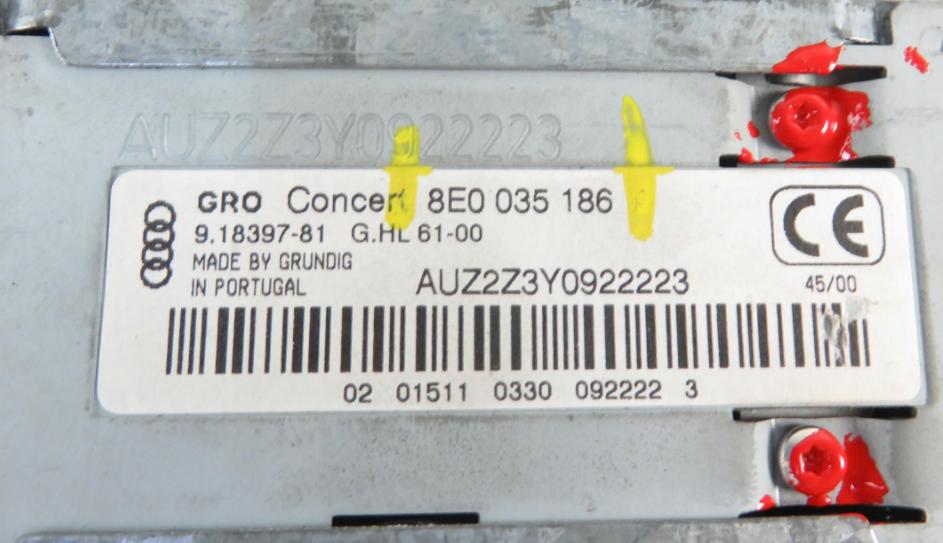 AUZ2Z3Y0922223
GRO Concert 8E0 035 186
9.18397-81 G.HL 61-00
MADE BY GRUNDIG
IN PORTUGAL
AUZ2Z3Y0922223
CE
45/00
02 01511 0330 092222 3